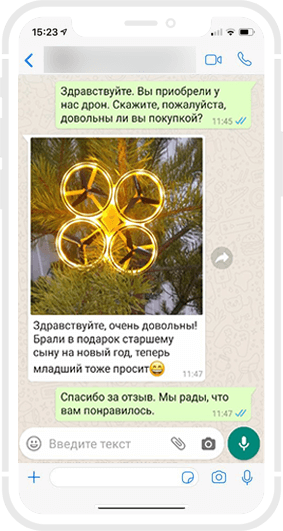 15:23
Здравствуйте. Вы приобрели у
нас дрон. Скажите, пожалуйста,
довольны ли вы покупкой?
11:45
Здравствуйте, очень довольны!
Брали в подарок старшему
сыну на новый год, теперь
младший тоже просит😄
11:47
Спасибо за отзыв. Мы рады, что
вам понравилось.
11:47
Введите текст